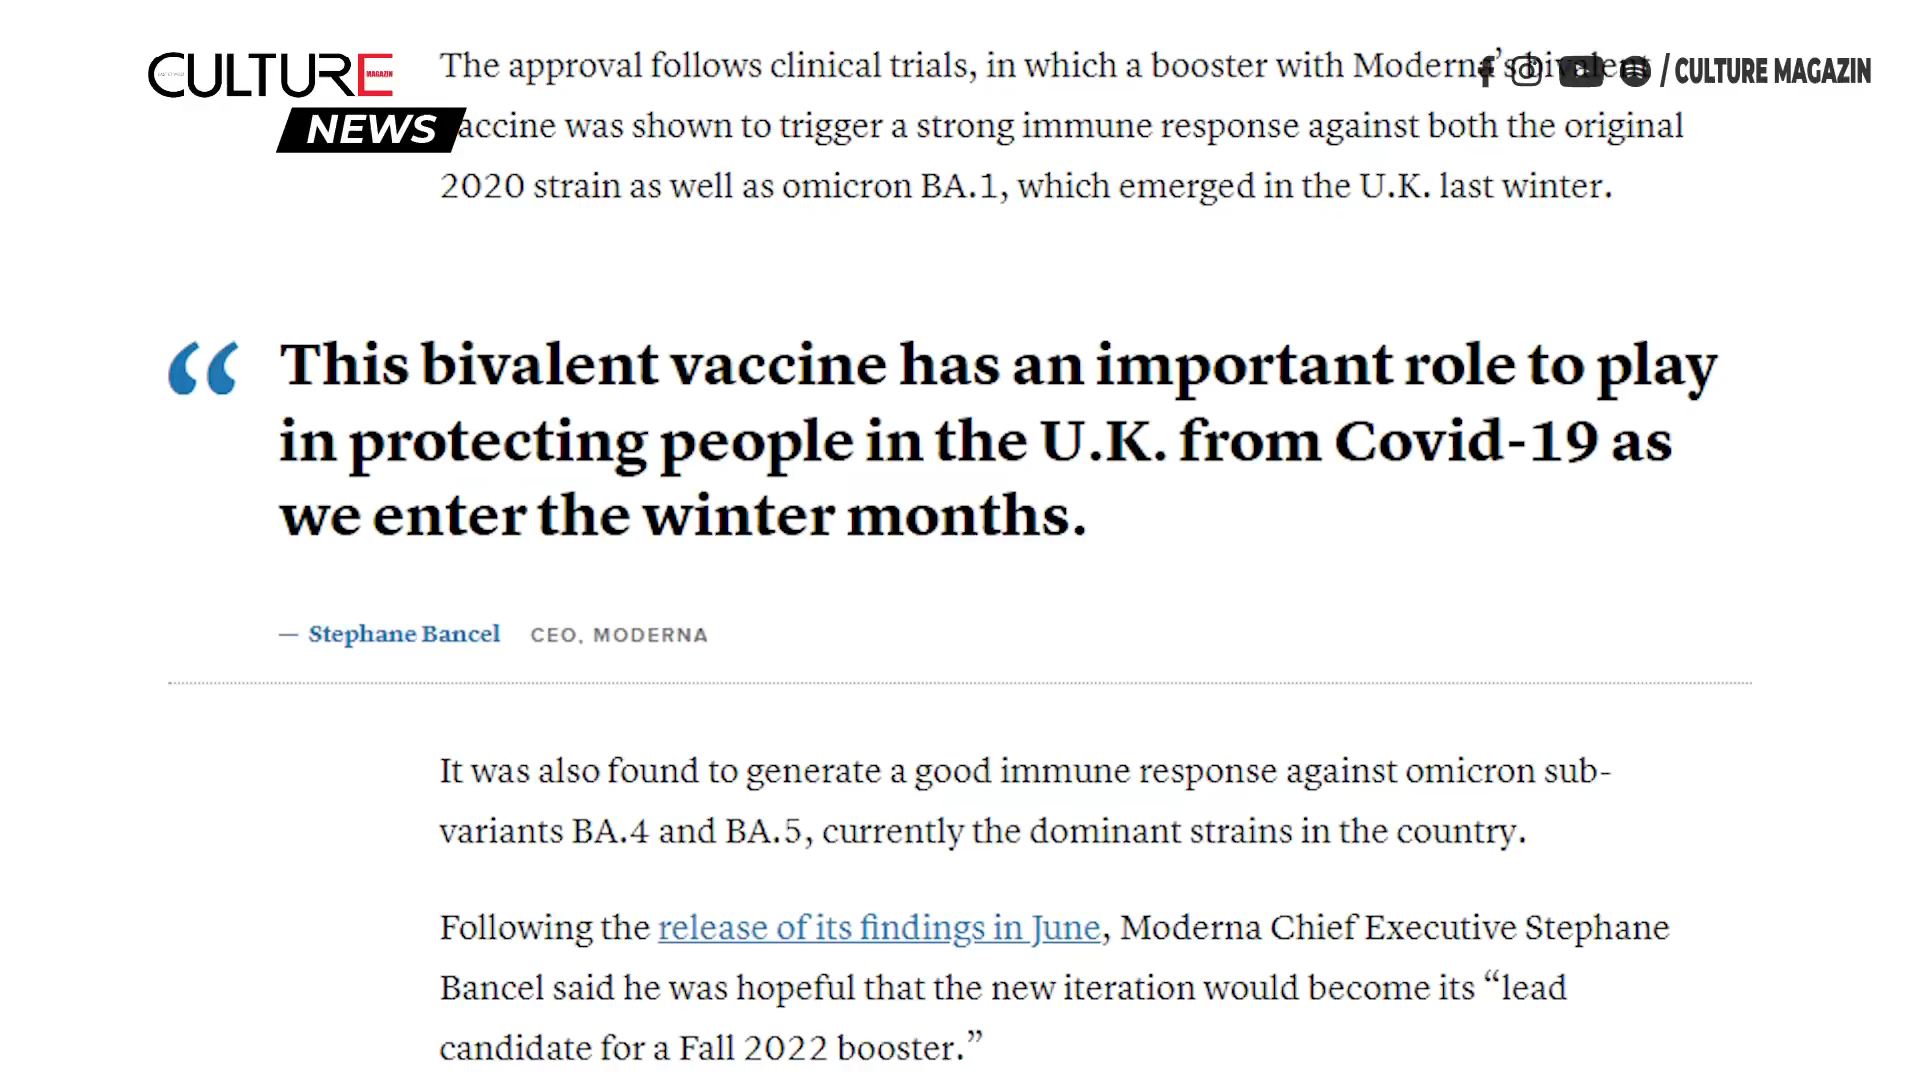 CULTURE
MAGAZIN
NEWS
/ CULTURE MAGAZIN
The approval follows clinical trials, in which a booster with Moderna's bivalent
vaccine was shown to trigger a strong immune response against both the original
2020 strain as well as omicron BA.1, which emerged in the U.K. last winter.
“ This bivalent vaccine has an important role to play
in protecting people in the U.K. from Covid-19 as
we enter the winter months.
— Stephane Bancel CEO, MODERNA
It was also found to generate a good immune response against omicron sub-
variants BA.4 and BA.5, currently the dominant strains in the country.
Following the release of its findings in June, Moderna Chief Executive Stephane
Bancel said he was hopeful that the new iteration would become its “lead
candidate for a Fall 2022 booster.”